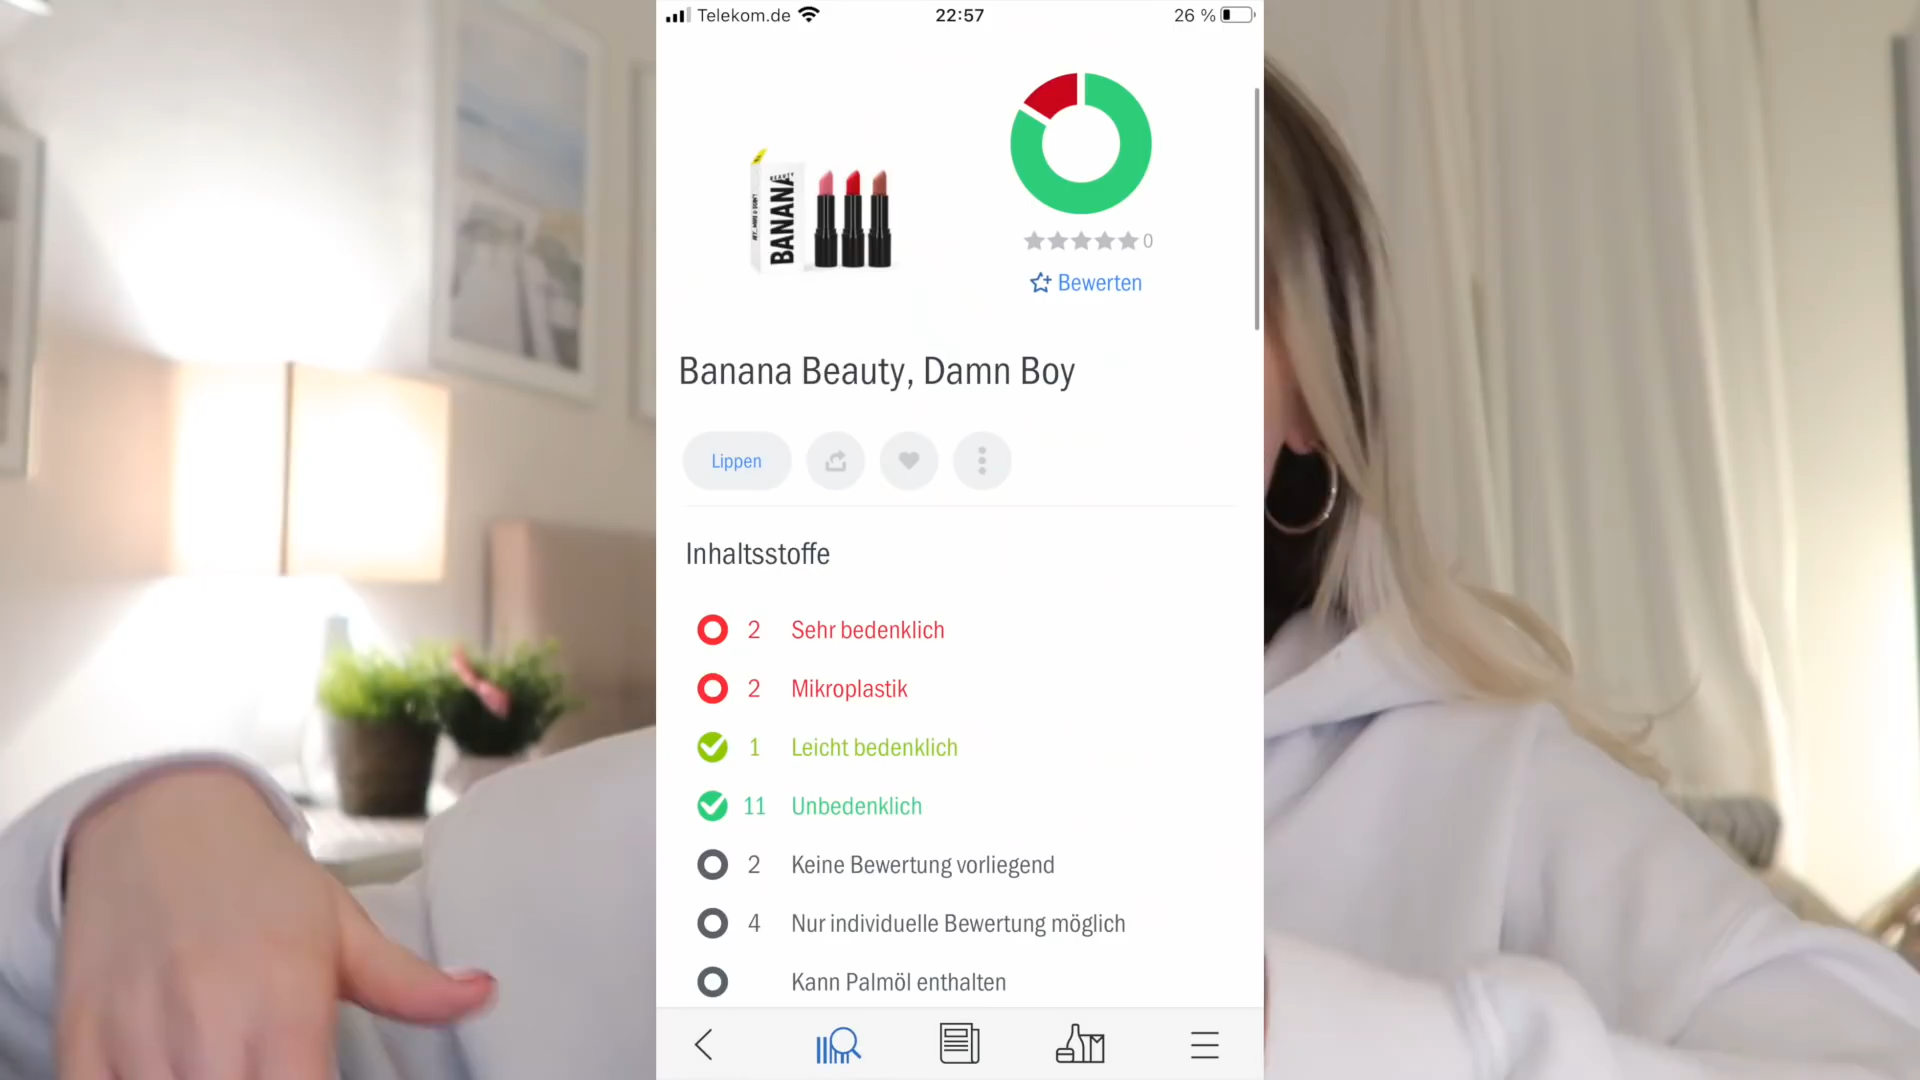 Telekom.de
22:57
26 %
BEAUTY
BANANA
0
Bewerten
Banana Beauty, Damn Boy
Lippen
Inhaltsstoffe
2 Sehr bedenklich
2 Mikroplastik
1 Leicht bedenklich
11 Unbedenklich
2 Keine Bewertung vorliegend
4 Nur individuelle Bewertung möglich
Kann Palmöl enthalten